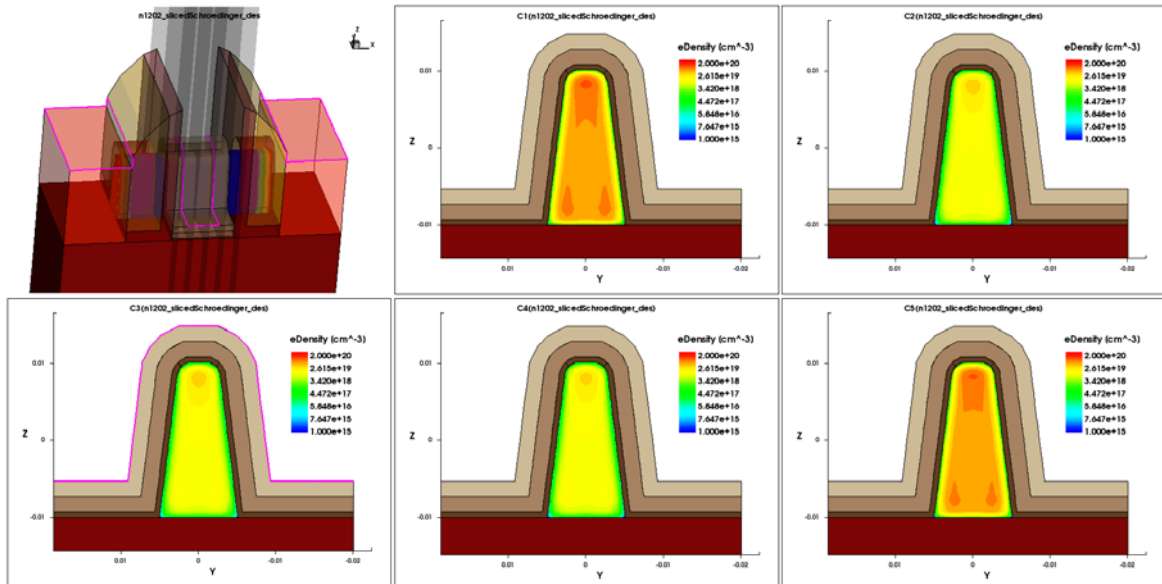 n1202_slicedSchroedinger_des
z
x
C1(n1202_slicedSchroedinger_des)
eDensity (cm^-3)
2.000e+20
2.615e+19
3.420e+18
4.472e+17
5.848e+16
7.647e+15
1.000e+15
0.01
0
-0.01
Z
0.01 0 -0.01 -0.02
Y
C2(n1202_slicedSchroedinger_des)
eDensity (cm^-3)
2.000e+20
2.615e+19
3.420e+18
4.472e+17
5.848e+16
7.647e+15
1.000e+15
0.01
0
-0.01
Z
0.01 0 -0.01 -0.02
Y
C3(n1202_slicedSchroedinger_des)
eDensity (cm^-3)
2.000e+20
2.615e+19
3.420e+18
4.472e+17
5.848e+16
7.647e+15
1.000e+15
0.01
0
-0.01
Z
0.01 0 -0.01 -0.02
Y
C4(n1202_slicedSchroedinger_des)
eDensity (cm^-3)
2.000e+20
2.615e+19
3.420e+18
4.472e+17
5.848e+16
7.647e+15
1.000e+15
0.01
0
-0.01
Z
0.01 0 -0.01 -0.02
Y
C5(n1202_slicedSchroedinger_des)
eDensity (cm^-3)
2.000e+20
2.615e+19
3.420e+18
4.472e+17
5.848e+16
7.647e+15
1.000e+15
0.01
0
-0.01
Z
0.01 0 -0.01 -0.02
Y